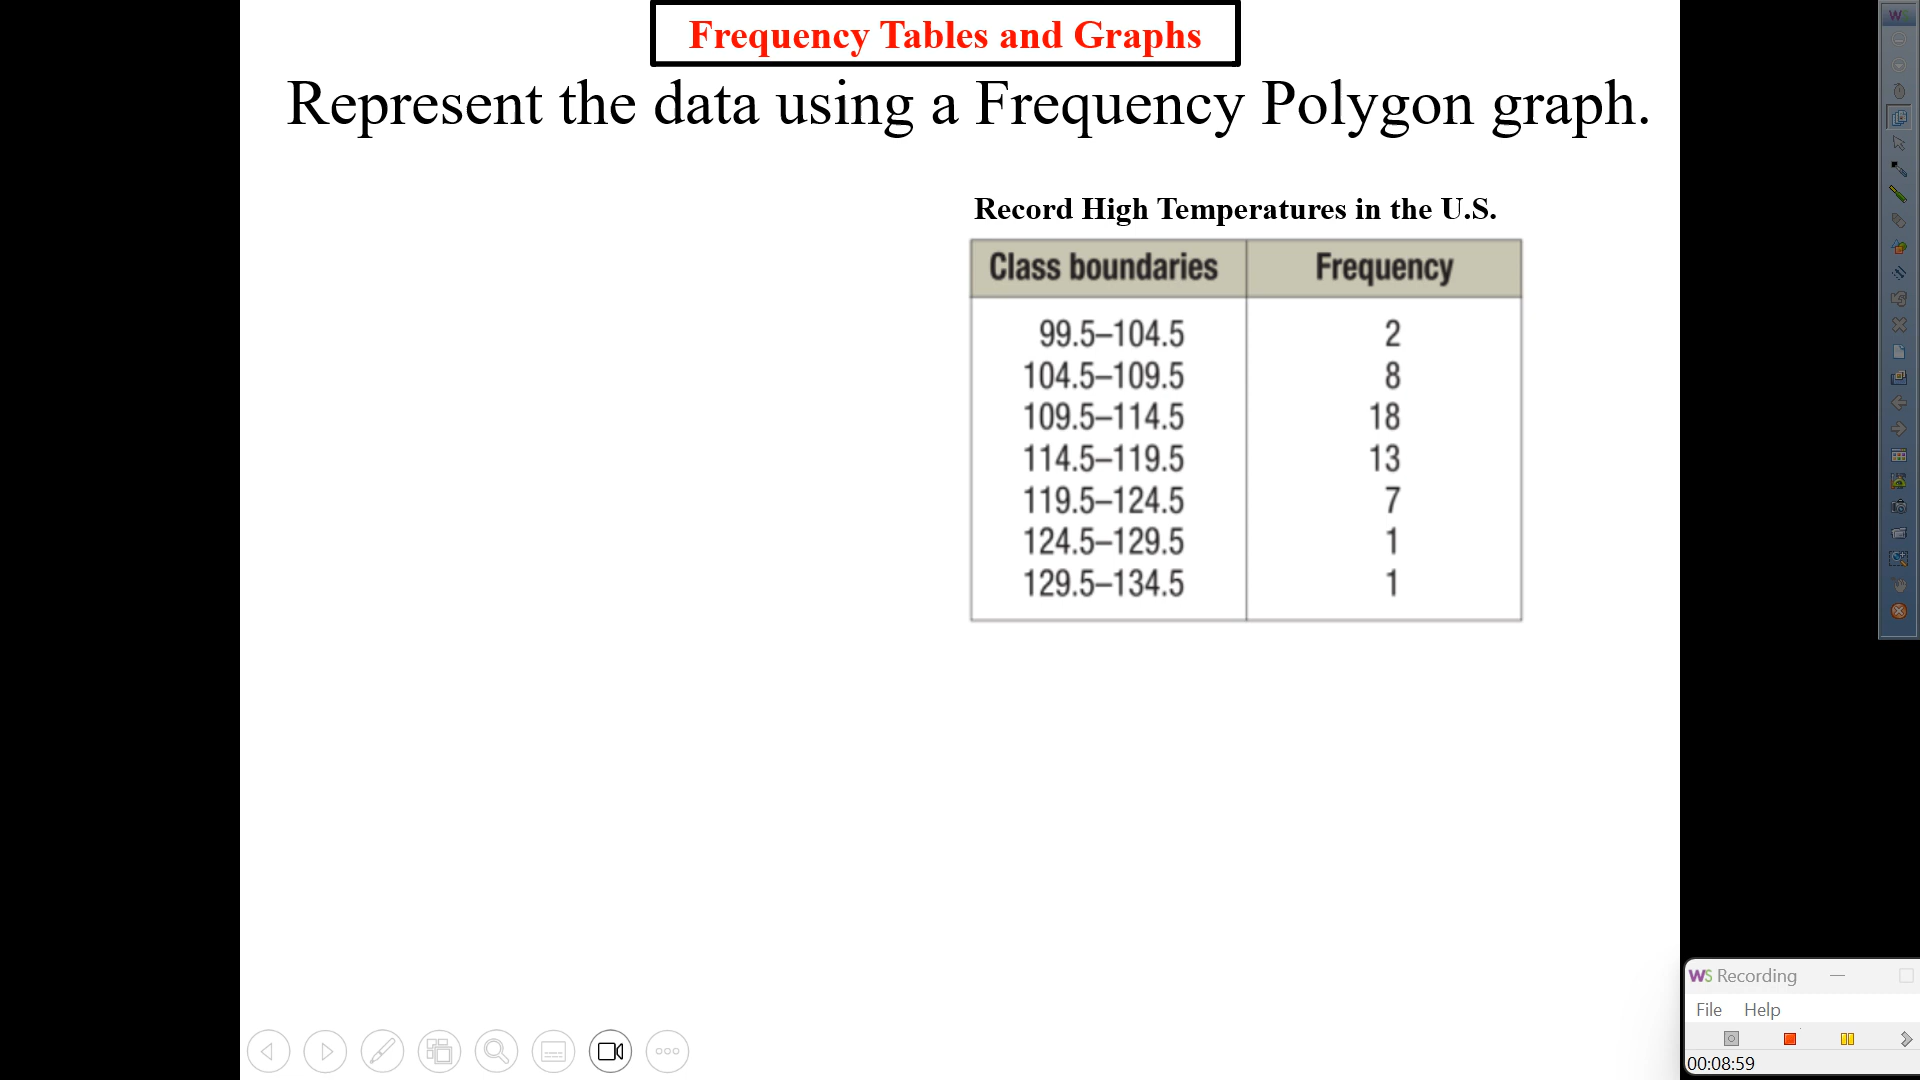 Frequency Tables and Graphs
Represent the data using a Frequency Polygon graph.
Record High Temperatures in the U.S.
Class boundaries Frequency
99.5–104.5 2
104.5–109.5 8
109.5–114.5 18
114.5–119.5 13
119.5–124.5 7
124.5–129.5 1
129.5–134.5 1
WS
WS Recording
File Help
00:08:59